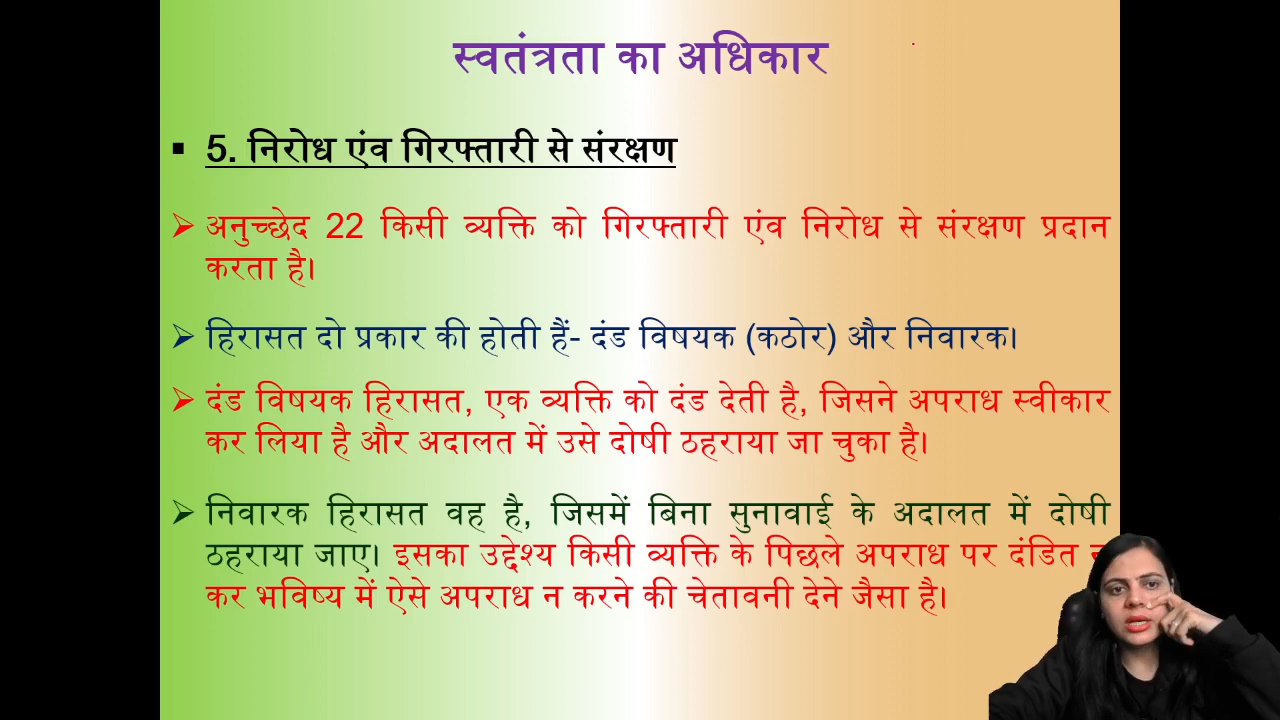 स्वतंत्रता का अधिकार
▪ 5. निरोध एंव गिरफ्तारी से संरक्षण
➢ अनुच्छेद 22 किसी व्यक्ति को गिरफ्तारी एंव निरोध से संरक्षण प्रदान
करता है।
➢ हिरासत दो प्रकार की होती हैं- दंड विषयक (कठोर) और निवारक।
➢ दंड विषयक हिरासत, एक व्यक्ति को दंड देती है, जिसने अपराध स्वीकार
कर लिया है और अदालत में उसे दोषी ठहराया जा चुका है।
➢ निवारक हिरासत वह है, जिसमें बिना सुनावाई के अदालत में दोषी
ठहराया जाए। इसका उद्देश्य किसी व्यक्ति के पिछले अपराध पर दंडित
कर भविष्य में ऐसे अपराध न करने की चेतावनी देने जैसा है।